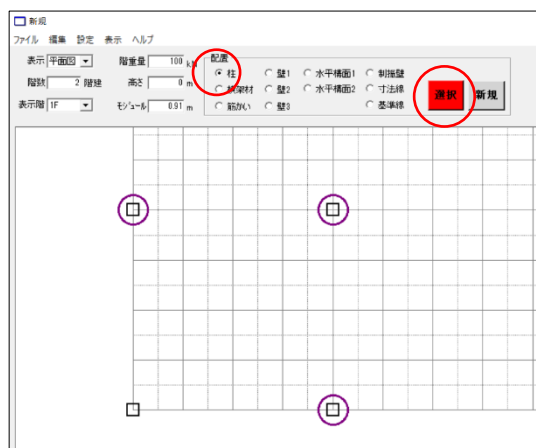 新規
ファイル 編集 設定 表示 ヘルプ
表示 平面図 階重量 100 kN 配置
柱 壁1 水平構面1 制振壁
階数 2 階建 高さ 0 m 横架材 壁2 水平構面2 寸法線 選択 新規
表示階 1F モジュール 0.91 m 筋かい 壁3 基準線